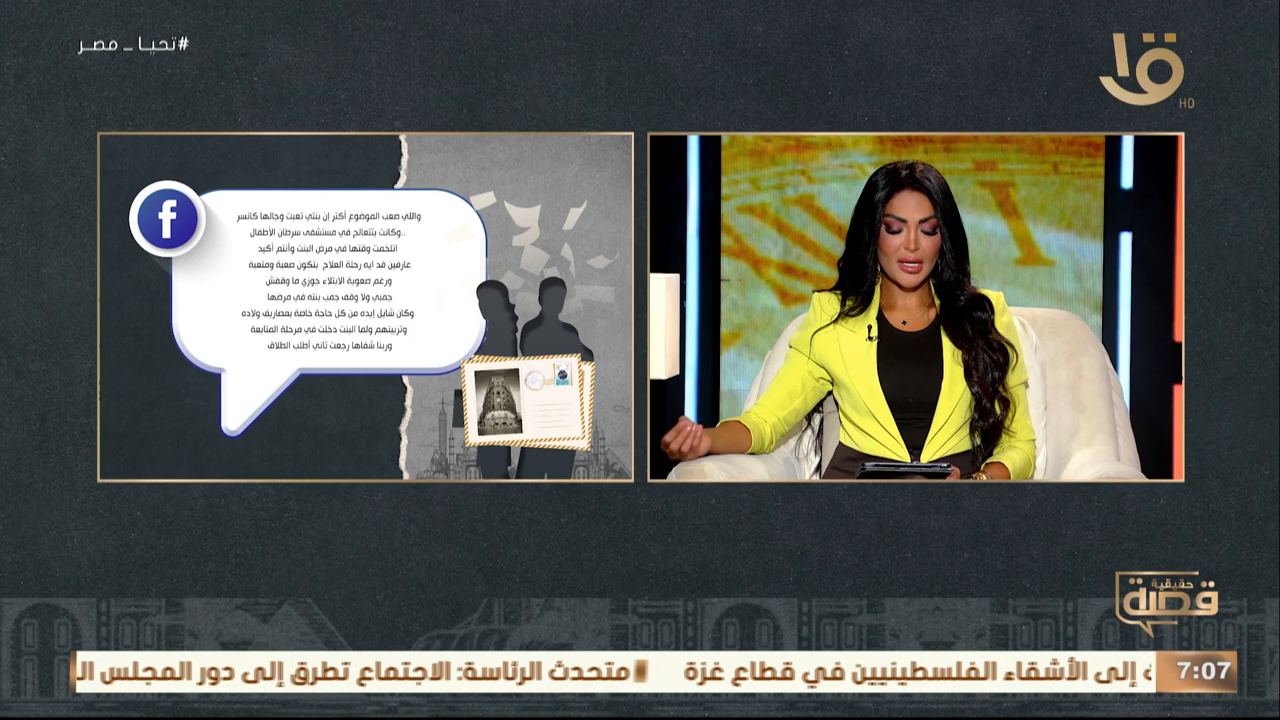 #تحيا_مصر
HD
واللي صعب الموضوع أكتر إن بنتي تعبت وجالها كانسر
..وكانت بتتعالج في مستشفى سرطان الأطفال
اتلخمت وقتها في مرض البنت وأنتم أكيد
عارفين قد ايه رحلة العلاج بتكون صعبة ومتعبة
ورغم صعوبة الابتلاء جوزي ما وقفش
جمبي ولا وقف جمب بنته في مرضها
وكان شايل إيده من كل حاجة خاصة بمصاريف ولاده
وتربيتهم ولما البنت دخلت في مرحلة المتابعة
وربنا شفاها رجعت تاني أطلب الطلاق
f
قصة حقيقية
7:07
إلى الأشقاء الفلسطينيين في قطاع غزة
متحدث الرئاسة: الاجتماع تطرق إلى دور المجلس